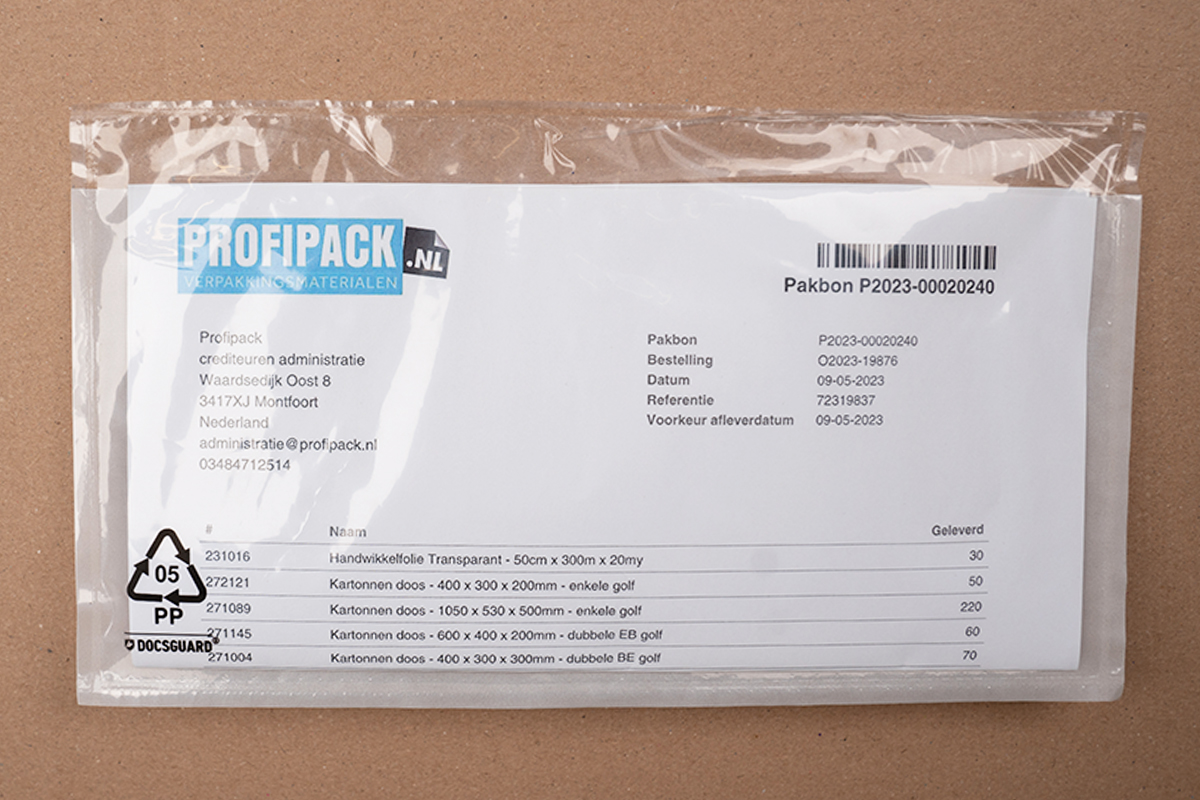 PROFIPACK
.NL
VERPAKKINGSMATERIALEN
Pakbon P2023-00020240
Profipack
crediteuren administratie
Waardsedijk Oost 8
3417XJ Montfoort
Nederland
administratie@profipack.nl
03484712514
Pakbon P2023-00020240
Bestelling O2023-19876
Datum 09-05-2023
Referentie 72319837
Voorkeur afleverdatum 09-05-2023
# Naam Geleverd
231016 Handwikkelfolie Transparant - 50cm x 300m x 20my 30
272121 Kartonnen doos - 400 x 300 x 200mm - enkele golf 50
271089 Kartonnen doos - 1050 x 530 x 500mm - enkele golf 220
271145 Kartonnen doos - 600 x 400 x 200mm - dubbele EB golf 60
271004 Kartonnen doos - 400 x 300 x 300mm - dubbele BE golf 70
05
PP
DOCSGUARD®